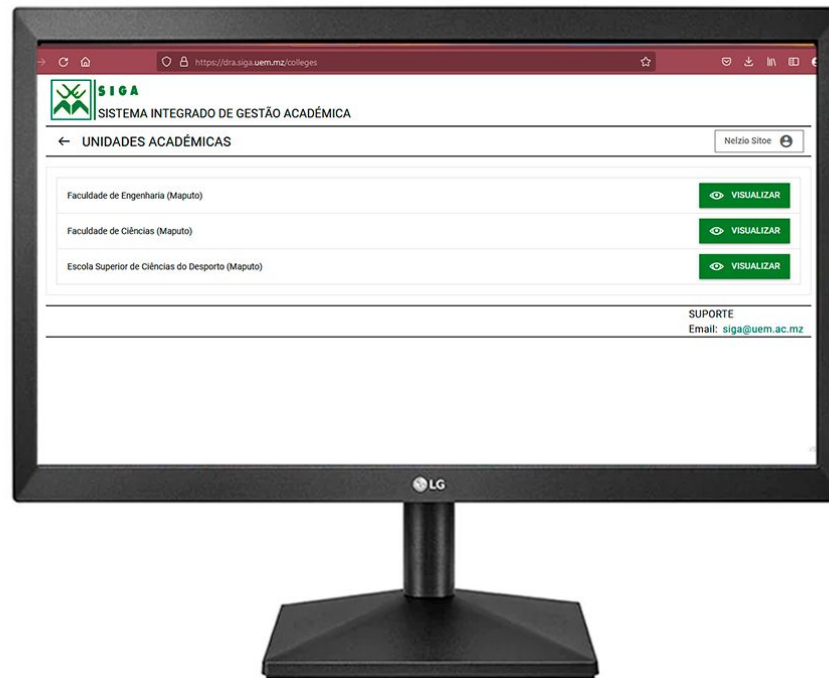 https://dra.siga.uem.mz/colleges
SIGA
SISTEMA INTEGRADO DE GESTÃO ACADÉMICA
← UNIDADES ACADÉMICAS
Nelzio Sitoe
Faculdade de Engenharia (Maputo)
VISUALIZAR
Faculdade de Ciências (Maputo)
VISUALIZAR
Escola Superior de Ciências do Desporto (Maputo)
VISUALIZAR
SUPORTE
Email: siga@uem.ac.mz
LG